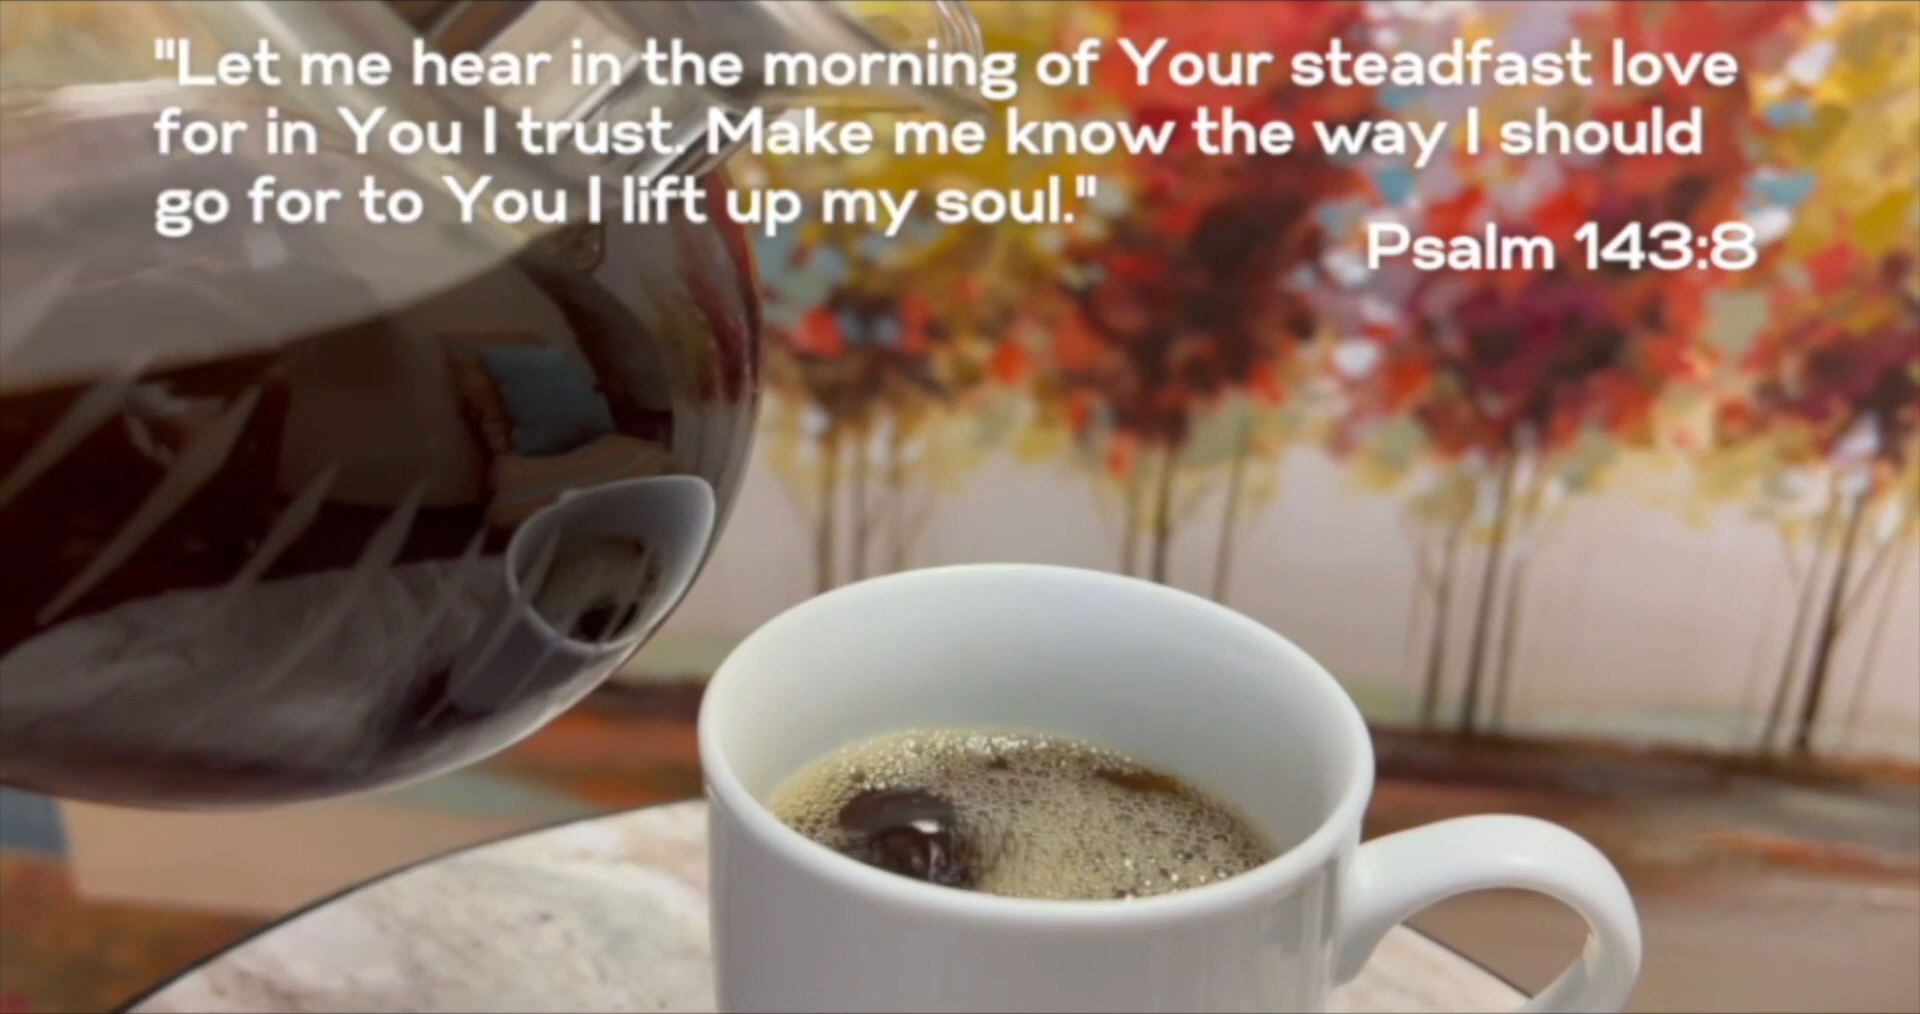 "Let me hear in the morning of Your steadfast love
for in You I trust. Make me know the way I should
go for to You I lift up my soul."
Psalm 143:8